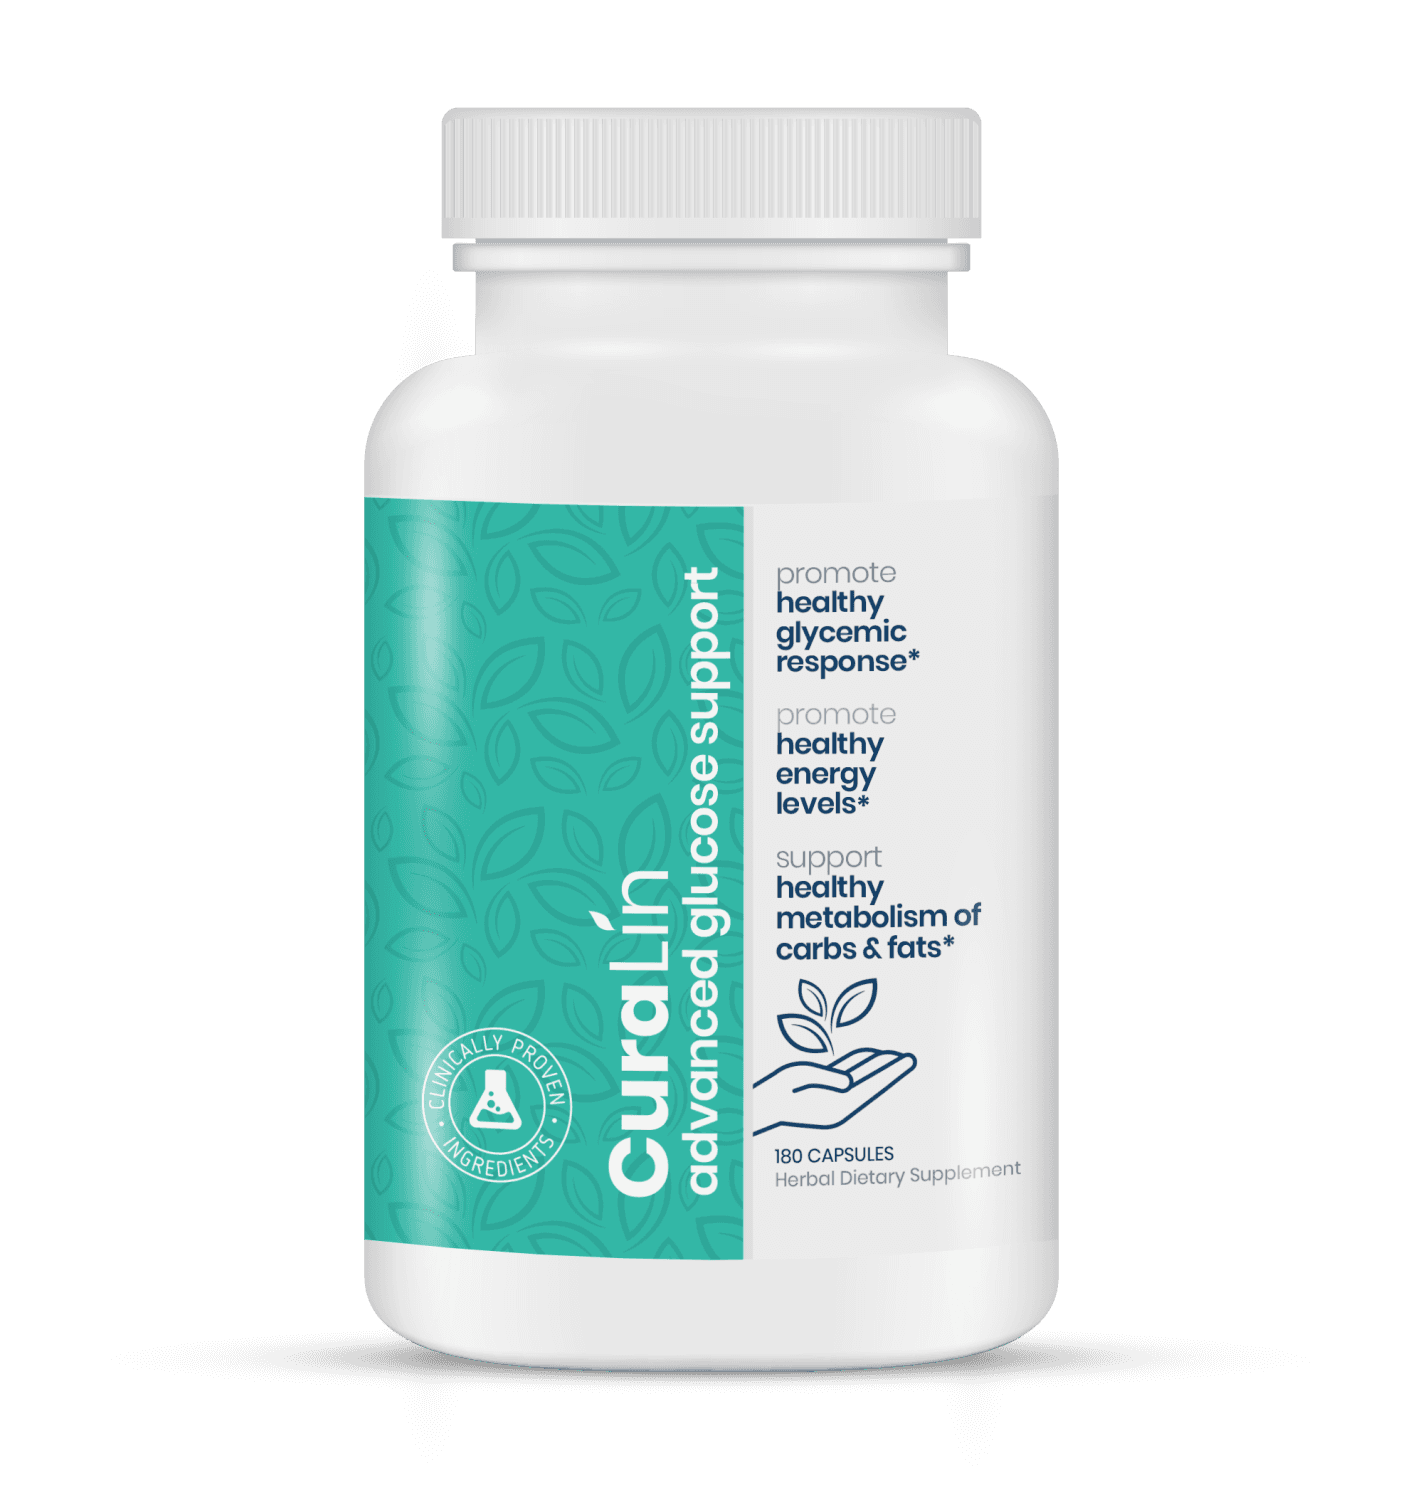 CuraLin
advanced glucose support
CLINICALLY PROVEN
• INGREDIENTS •
promote
healthy
glycemic
response*
promote
healthy
energy
levels*
support
healthy
metabolism of
carbs & fats*
180 CAPSULES
Herbal Dietary Supplement